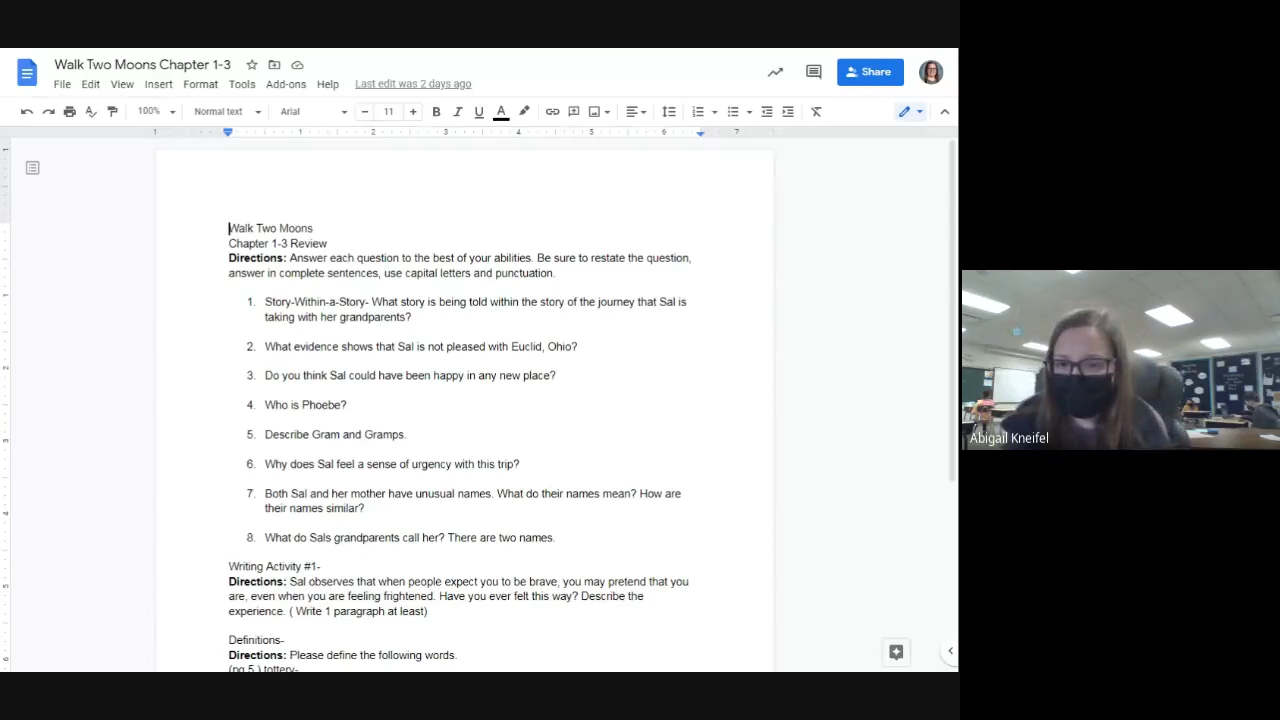 Walk Two Moons Chapter 1-3
File Edit View Insert Format Tools Add-ons Help Last edit was 2 days ago
Share
100% Normal text Arial 11
Walk Two Moons
Chapter 1-3 Review
Directions: Answer each question to the best of your abilities. Be sure to restate the question,
answer in complete sentences, use capital letters and punctuation.
1. Story-Within-a-Story- What story is being told within the story of the journey that Sal is
taking with her grandparents?
2. What evidence shows that Sal is not pleased with Euclid, Ohio?
3. Do you think Sal could have been happy in any new place?
4. Who is Phoebe?
5. Describe Gram and Gramps.
6. Why does Sal feel a sense of urgency with this trip?
7. Both Sal and her mother have unusual names. What do their names mean? How are
their names similar?
8. What do Sals grandparents call her? There are two names.
Writing Activity #1-
Directions: Sal observes that when people expect you to be brave, you may pretend that you
are, even when you are feeling frightened. Have you ever felt this way? Describe the
experience. ( Write 1 paragraph at least)
Definitions-
Directions: Please define the following words.
(pg 5 ) tottery-
Abigail Kneifel